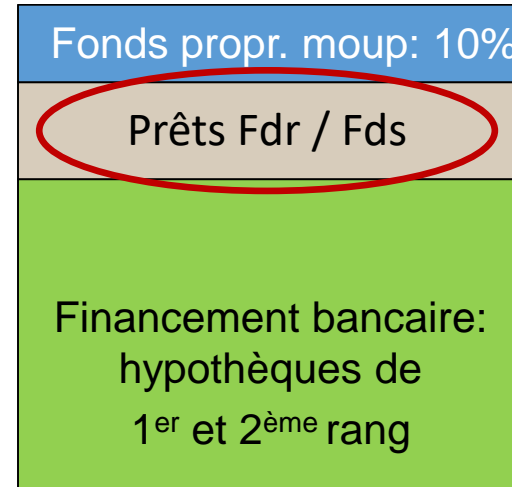 Fonds propr. moup: 10%
Prêts Fdr / Fds
Financement bancaire:
hypothèques de
1er et 2ème rang